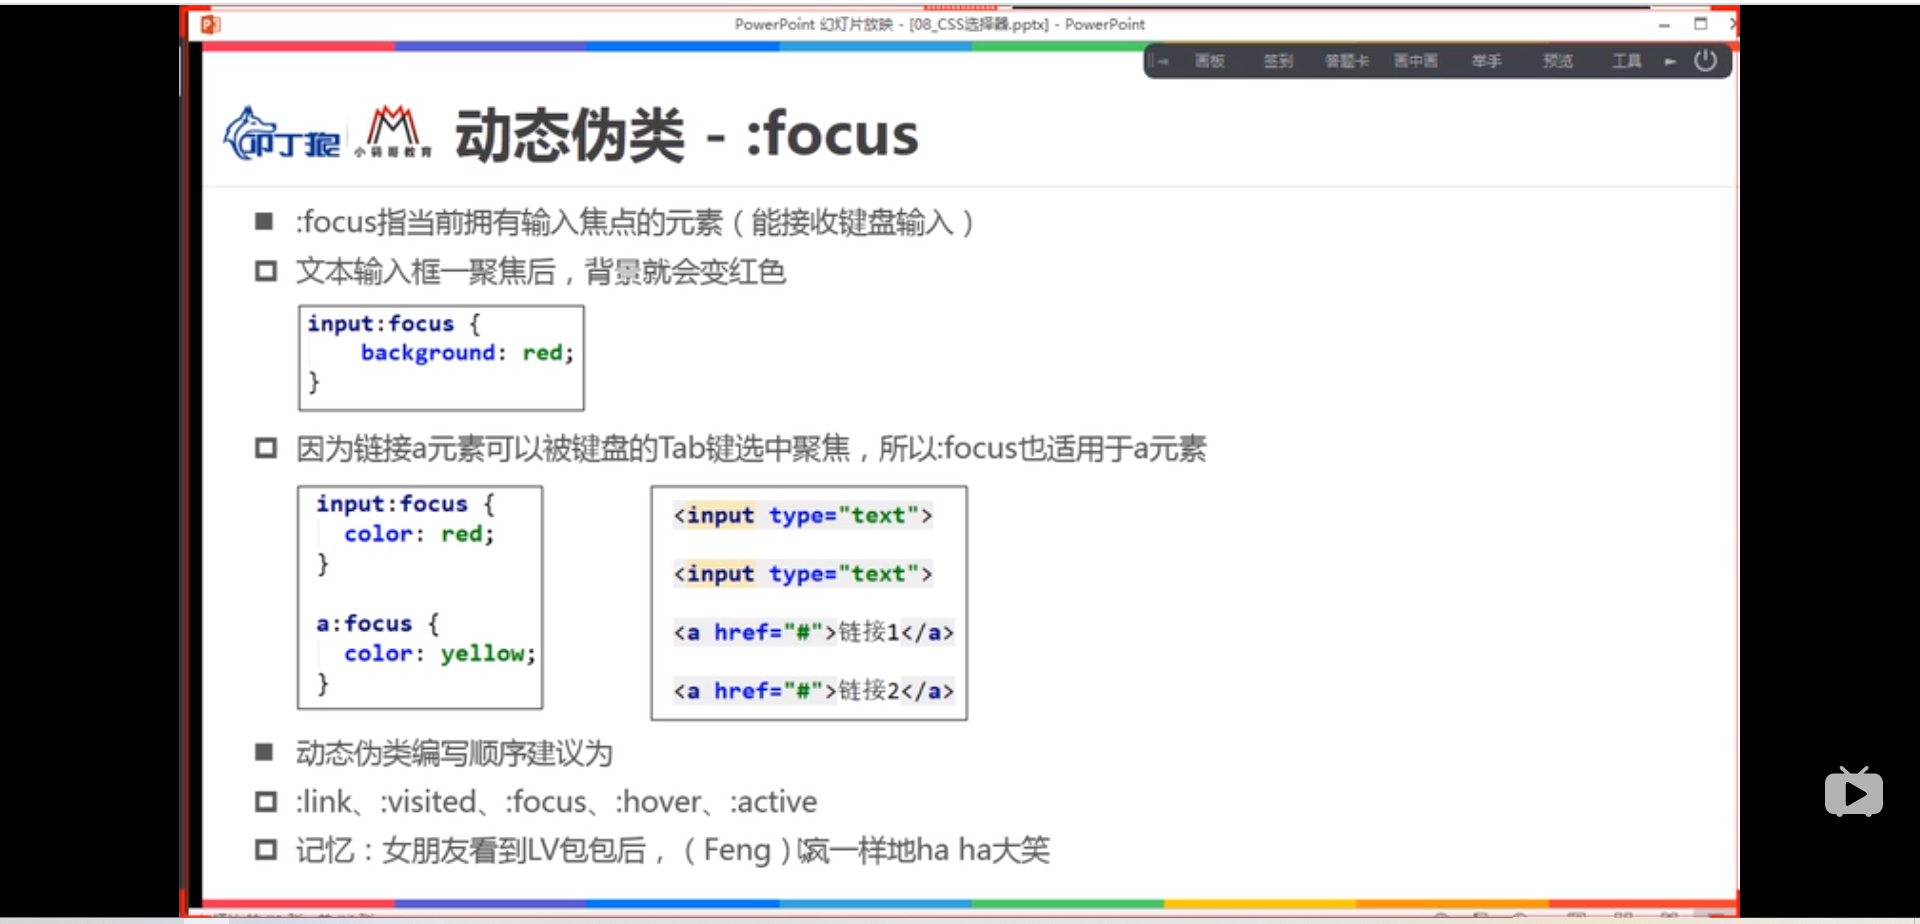 PowerPoint 幻灯片放映 - [08_CSS选择器.pptx] - PowerPoint
画板 签到 答题卡 画中画 举手 预览 工具
叩丁狼 小码哥教育 动态伪类 - :focus
:focus指当前拥有输入焦点的元素（能接收键盘输入）
文本输入框一聚焦后，背景就会变红色
input:focus {
background: red;
}
因为链接a元素可以被键盘的Tab键选中聚焦，所以:focus也适用于a元素
input:focus {
color: red;
}
a:focus {
color: yellow;
}
<input type="text">
<input type="text">
<a href="#">链接1</a>
<a href="#">链接2</a>
动态伪类编写顺序建议为
:link、:visited、:focus、:hover、:active
记忆：女朋友看到LV包包后，（Feng）疯一样地ha ha大笑